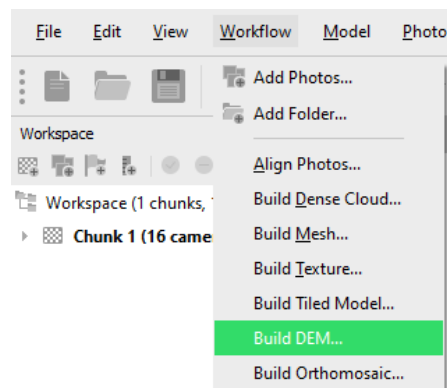 File Edit View Workflow Model Photo
Add Photos...
Add Folder...
Workspace
Align Photos...
Workspace (1 chunks,
Build Dense Cloud...
Chunk 1 (16 came
Build Mesh...
Build Texture...
Build Tiled Model...
Build DEM...
Build Orthomosaic...